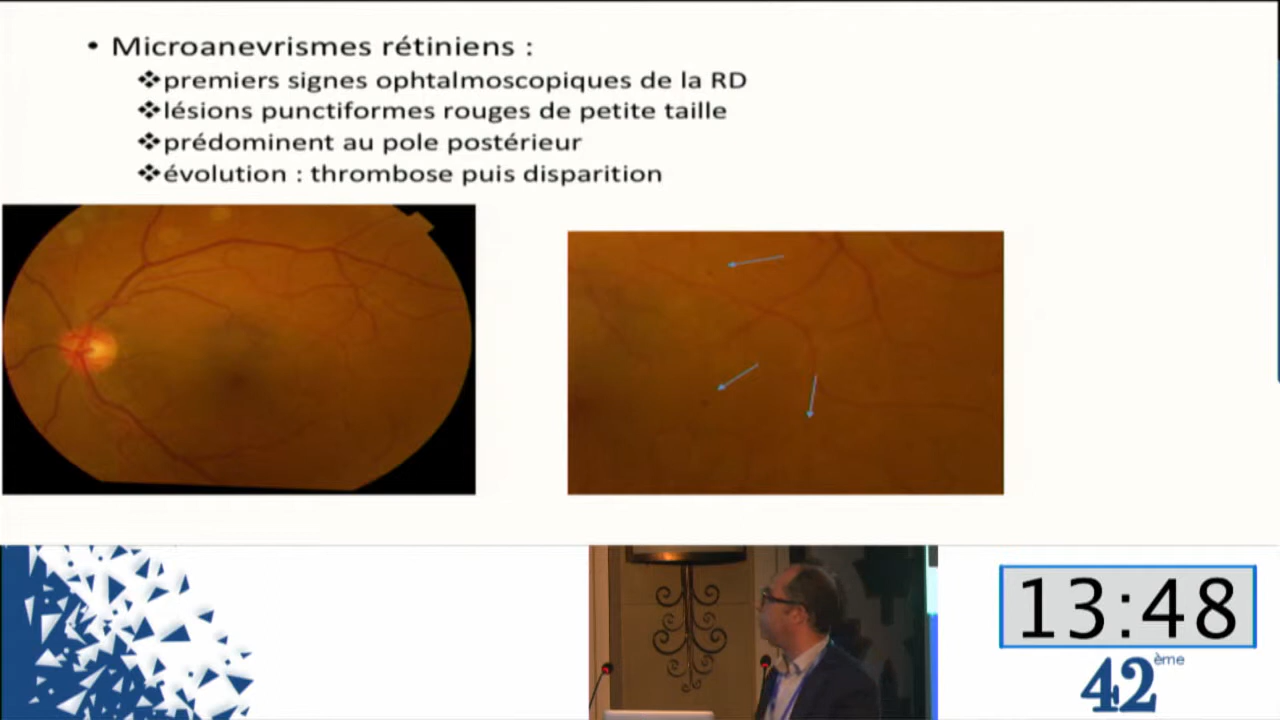 • Microanevrismes rétiniens :
❖premiers signes ophtalmoscopiques de la RD
❖lésions punctiformes rouges de petite taille
❖prédominent au pole postérieur
❖évolution : thrombose puis disparition
13:48
42ème